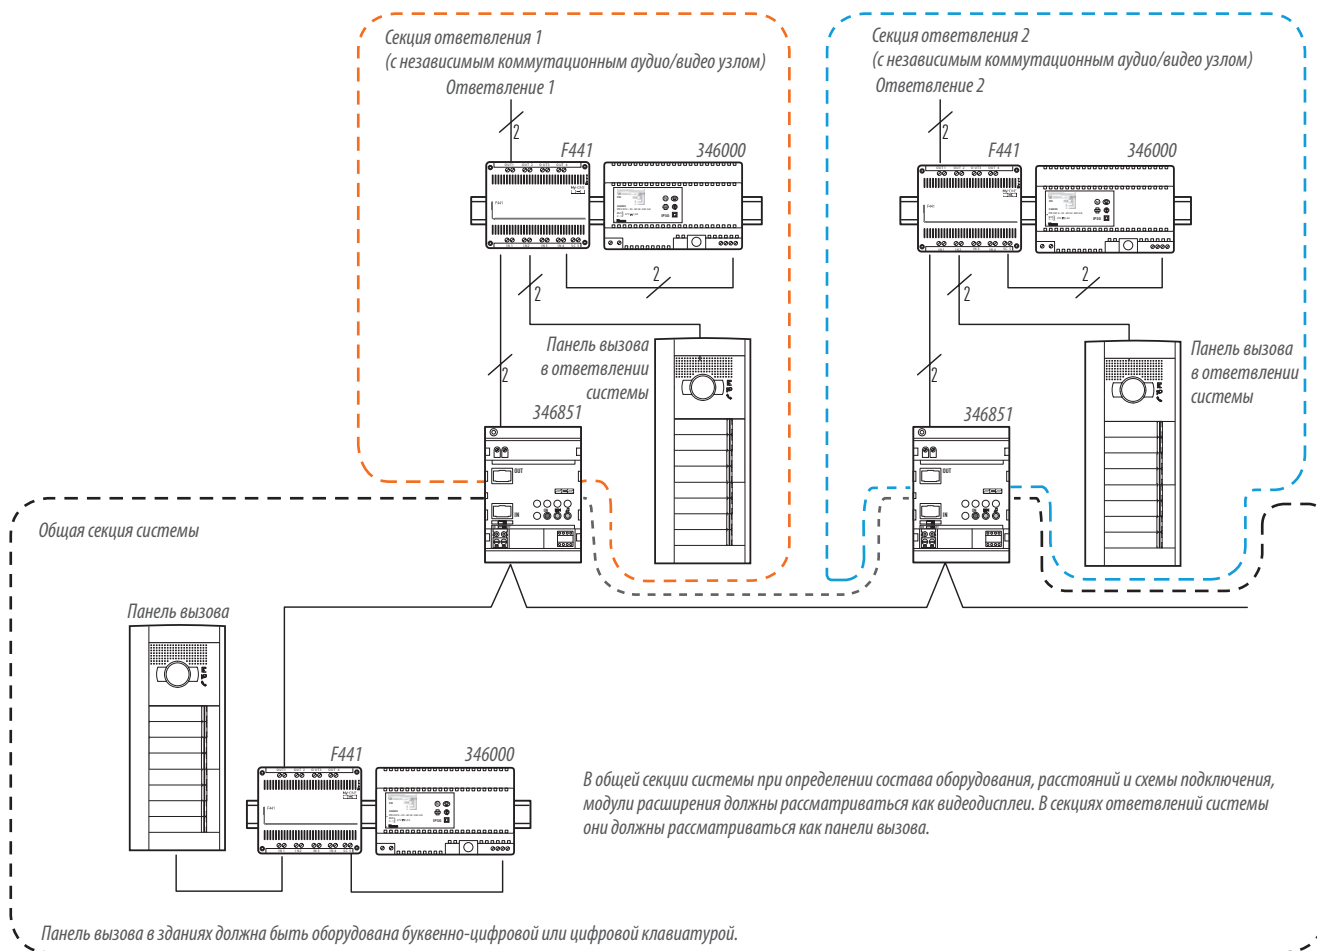 Секция ответвления 1
(с независимым коммутационным аудио/видео узлом)
Ответвление 1
2
F441
346000
F441
2
2
2
Панель вызова
в ответвлении
системы
346851
OUT
IN
Секция ответвления 2
(с независимым коммутационным аудио/видео узлом)
Ответвление 2
2
F441
346000
F441
2
2
2
Панель вызова
в ответвлении
системы
346851
OUT
IN
Общая секция системы
Панель вызова
F441
346000
F441
В общей секции системы при определении состава оборудования, расстояний и схемы подключения,
модули расширения должны рассматриваться как видеодисплеи. В секциях ответвлений системы
они должны рассматриваться как панели вызова.
Панель вызова в зданиях должна быть оборудована буквенно-цифровой или цифровой клавиатурой.